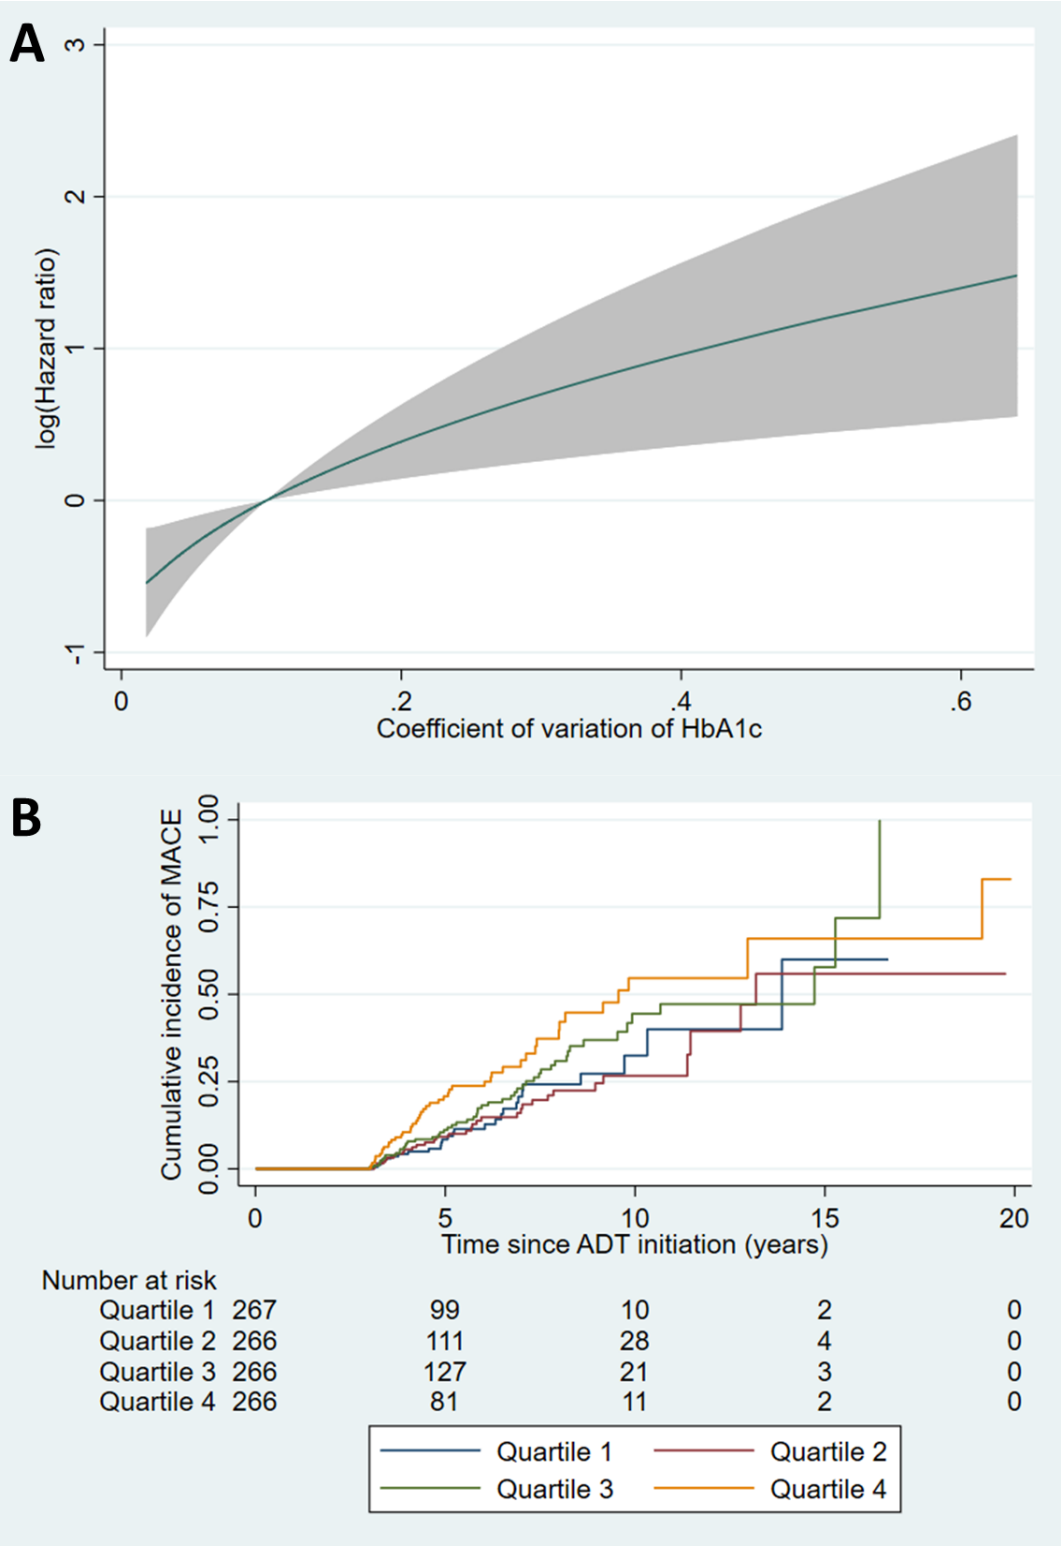 A
3
2
1
0
-1
log(Hazard ratio)
0 .2 .4 .6
Coefficient of variation of HbA1c
B
Cumulative incidence of MACE
1.00
0.75
0.50
0.25
0.00
0 5 10 15 20
Time since ADT initiation (years)
Number at risk
Quartile 1 267 99 10 2 0
Quartile 2 266 111 28 4 0
Quartile 3 266 127 21 3 0
Quartile 4 266 81 11 2 0
Quartile 1 Quartile 2
Quartile 3 Quartile 4